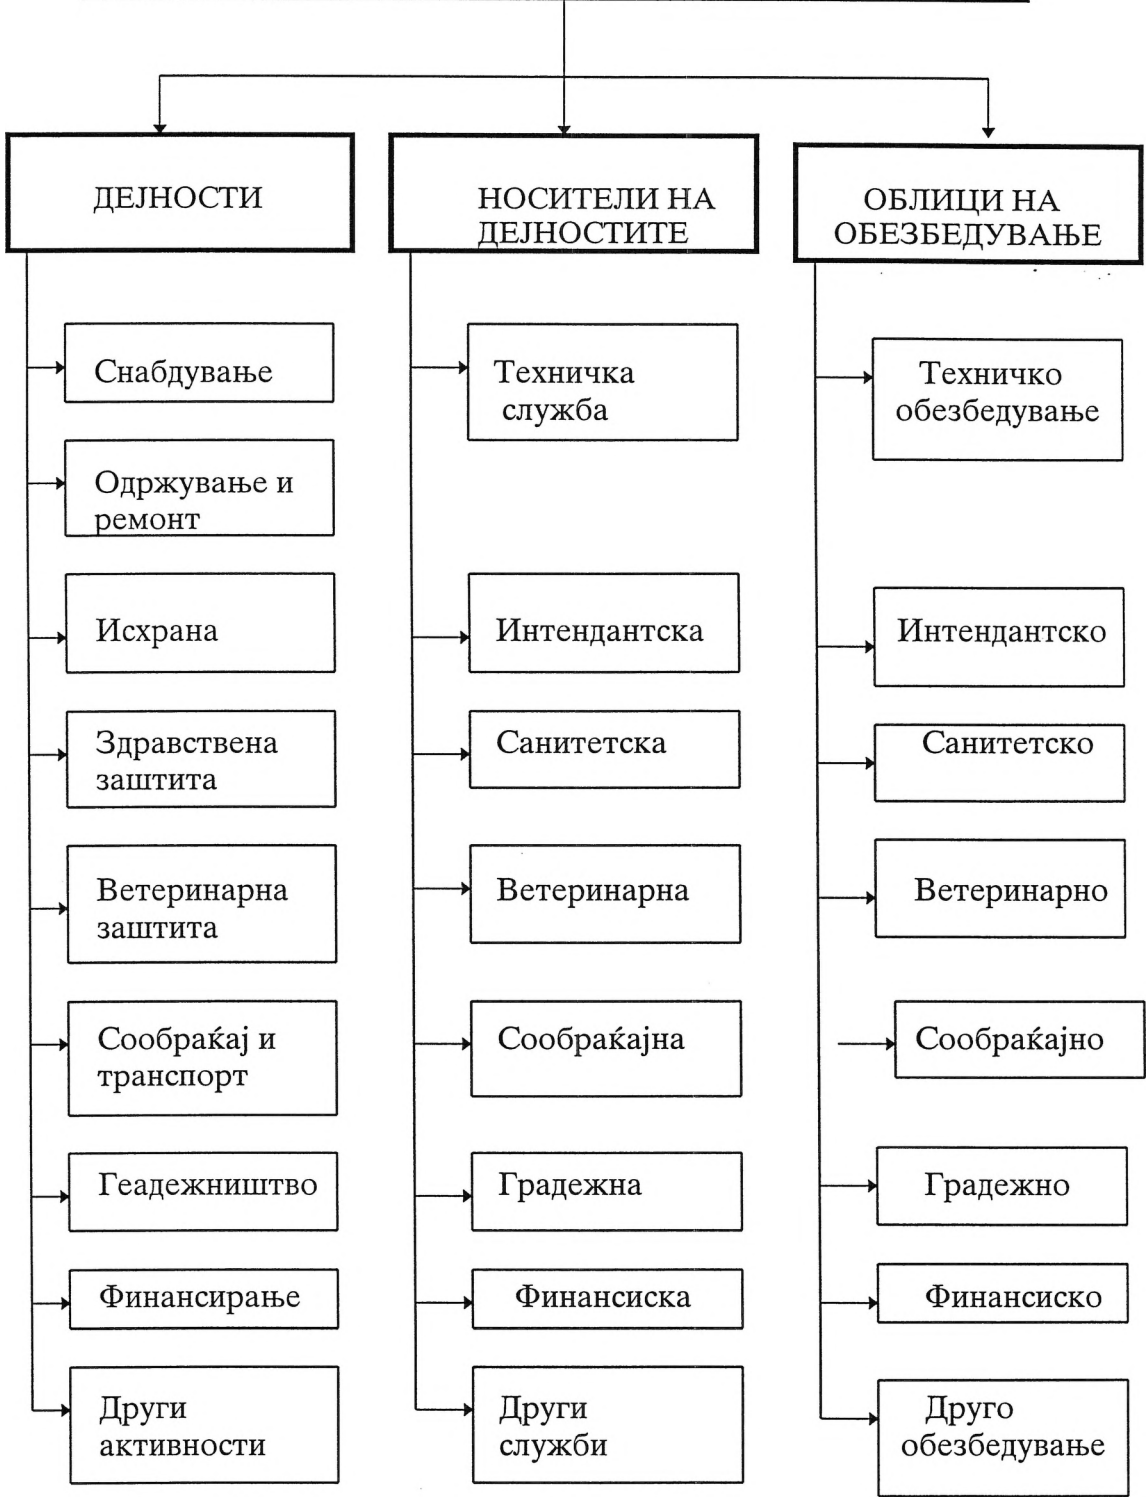 ДЕЈНОСТИ
НОСИТЕЛИ НА
ДЕЈНОСТИТЕ
ОБЛИЦИ НА
ОБЕЗБЕДУВАЊЕ
Снабдување
Техничка
служба
Техничко
обезбедување
Одржување и
ремонт
Исхрана
Интендантска
Интендантско
Здравствена
заштита
Санитетска
Санитетско
Ветеринарна
заштита
Ветеринарна
Ветеринарно
Сообраќај и
транспорт
Сообраќајна
Сообраќајно
Геадежништво
Градежна
Градежно
Финансирање
Финансиска
Финансиско
Други
активности
Други
служби
Друго
обезбедување